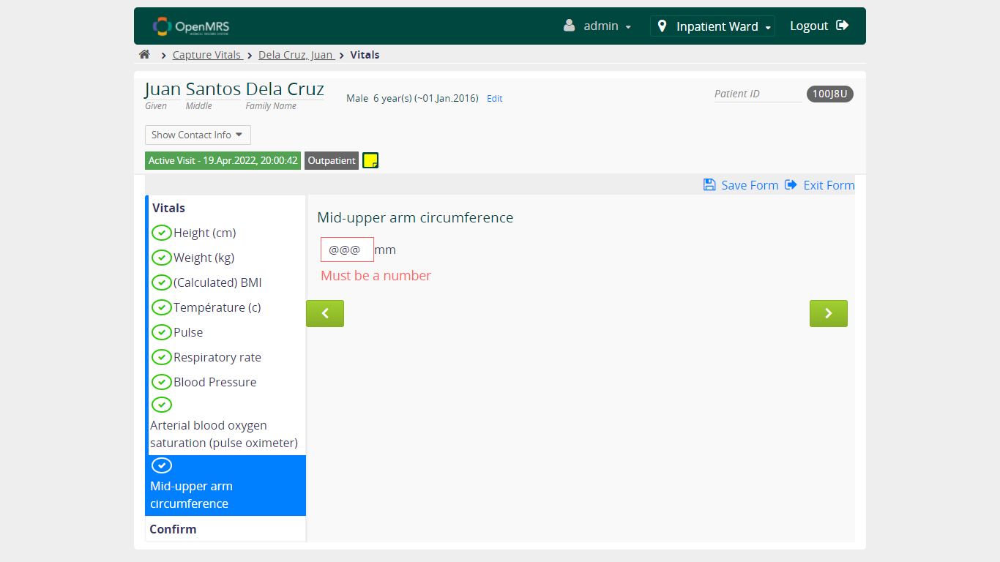 OpenMRS
admin
Inpatient Ward
Logout
Capture Vitals
Dela Cruz, Juan
Vitals
Juan Santos Dela Cruz
Given Middle Family Name
Male 6 year(s) (~01.Jan.2016) Edit
Patient ID 100J8U
Show Contact Info
Active Visit - 19.Apr.2022, 20:00:42 Outpatient
Save Form Exit Form
Vitals
Height (cm)
Weight (kg)
(Calculated) BMI
Température (c)
Pulse
Respiratory rate
Blood Pressure
Arterial blood oxygen
saturation (pulse oximeter)
Mid-upper arm
circumference
Confirm
Mid-upper arm circumference
@@@ mm
Must be a number